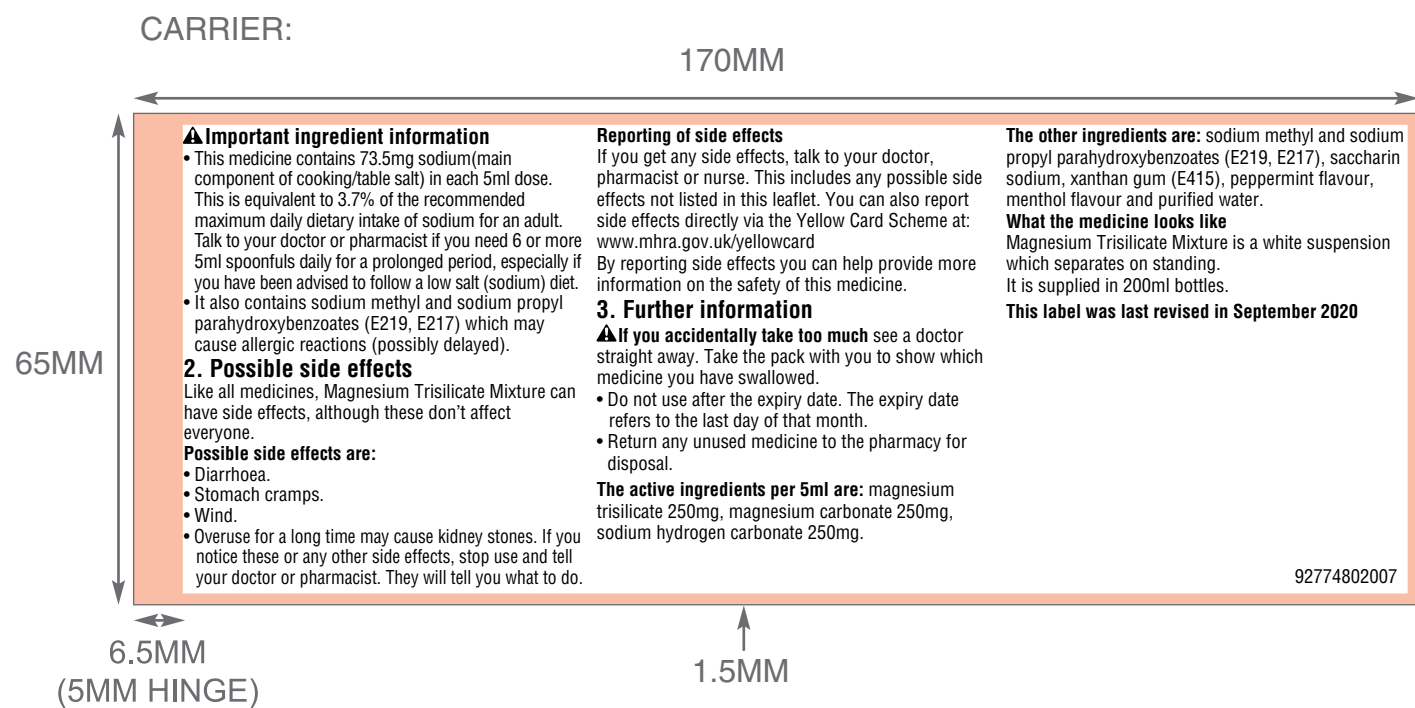 CARRIER:
170MM
65MM
⚠Important ingredient information
• This medicine contains 73.5mg sodium(main
component of cooking/table salt) in each 5ml dose.
This is equivalent to 3.7% of the recommended
maximum daily dietary intake of sodium for an adult.
Talk to your doctor or pharmacist if you need 6 or more
5ml spoonfuls daily for a prolonged period, especially if
you have been advised to follow a low salt (sodium) diet.
• It also contains sodium methyl and sodium propyl
parahydroxybenzoates (E219, E217) which may
cause allergic reactions (possibly delayed).
2. Possible side effects
Like all medicines, Magnesium Trisilicate Mixture can
have side effects, although these don’t affect
everyone.
Possible side effects are:
• Diarrhoea.
• Stomach cramps.
• Wind.
• Overuse for a long time may cause kidney stones. If you
notice these or any other side effects, stop use and tell
your doctor or pharmacist. They will tell you what to do.
Reporting of side effects
If you get any side effects, talk to your doctor,
pharmacist or nurse. This includes any possible side
effects not listed in this leaflet. You can also report
side effects directly via the Yellow Card Scheme at:
www.mhra.gov.uk/yellowcard
By reporting side effects you can help provide more
information on the safety of this medicine.
3. Further information
⚠If you accidentally take too much see a doctor
straight away. Take the pack with you to show which
medicine you have swallowed.
• Do not use after the expiry date. The expiry date
refers to the last day of that month.
• Return any unused medicine to the pharmacy for
disposal.
The active ingredients per 5ml are: magnesium
trisilicate 250mg, magnesium carbonate 250mg,
sodium hydrogen carbonate 250mg.
The other ingredients are: sodium methyl and sodium
propyl parahydroxybenzoates (E219, E217), saccharin
sodium, xanthan gum (E415), peppermint flavour,
menthol flavour and purified water.
What the medicine looks like
Magnesium Trisilicate Mixture is a white suspension
which separates on standing.
It is supplied in 200ml bottles.
This label was last revised in September 2020
92774802007
6.5MM
(5MM HINGE)
1.5MM